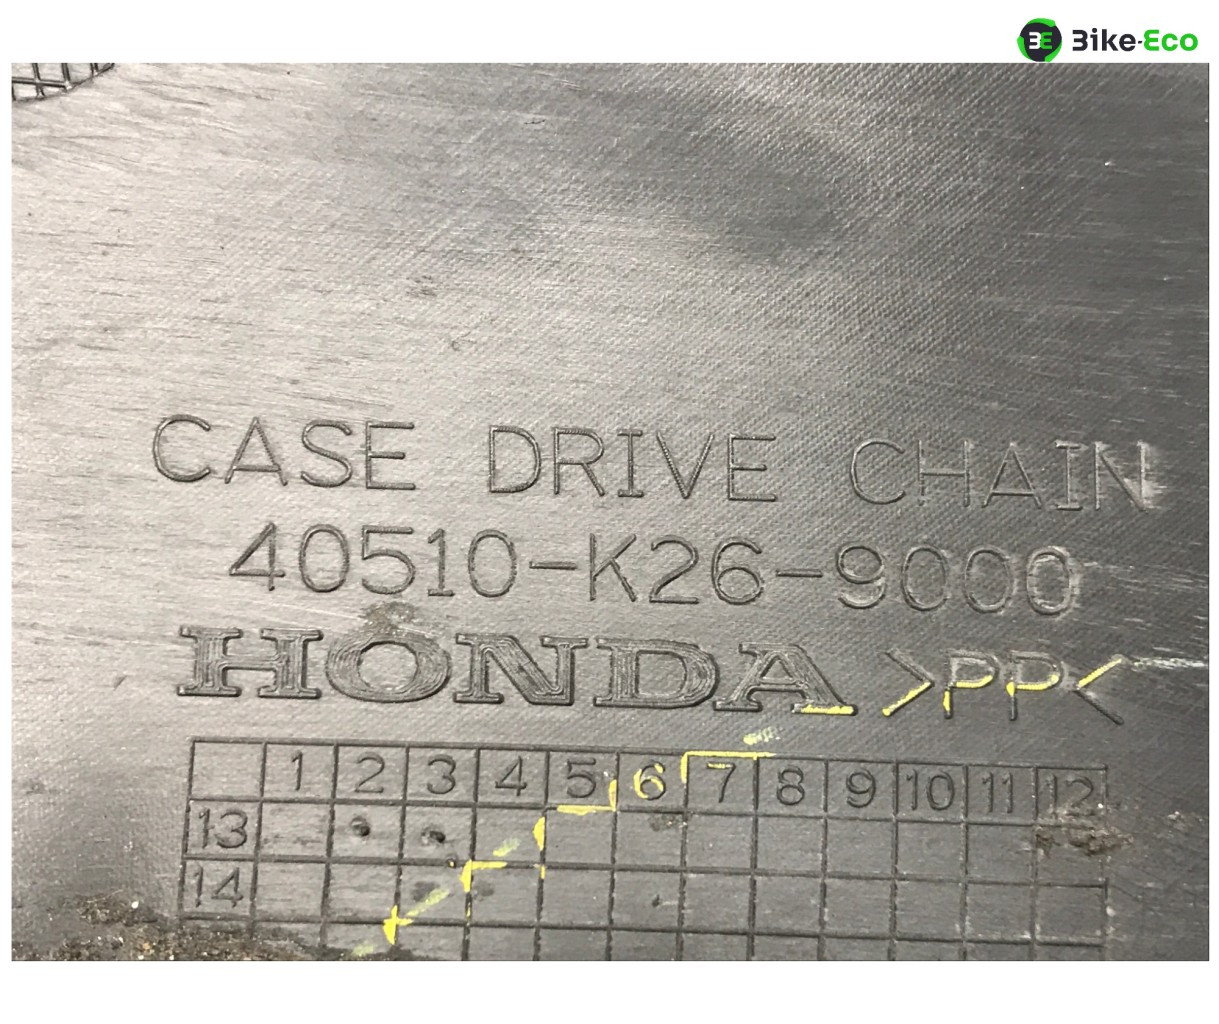 BE Bike-Eco
CASE DRIVE CHAIN
40510-K26-9000
HONDA >PP<
1 2 3 4 5 6 7 8 9 10 11 12
13
14